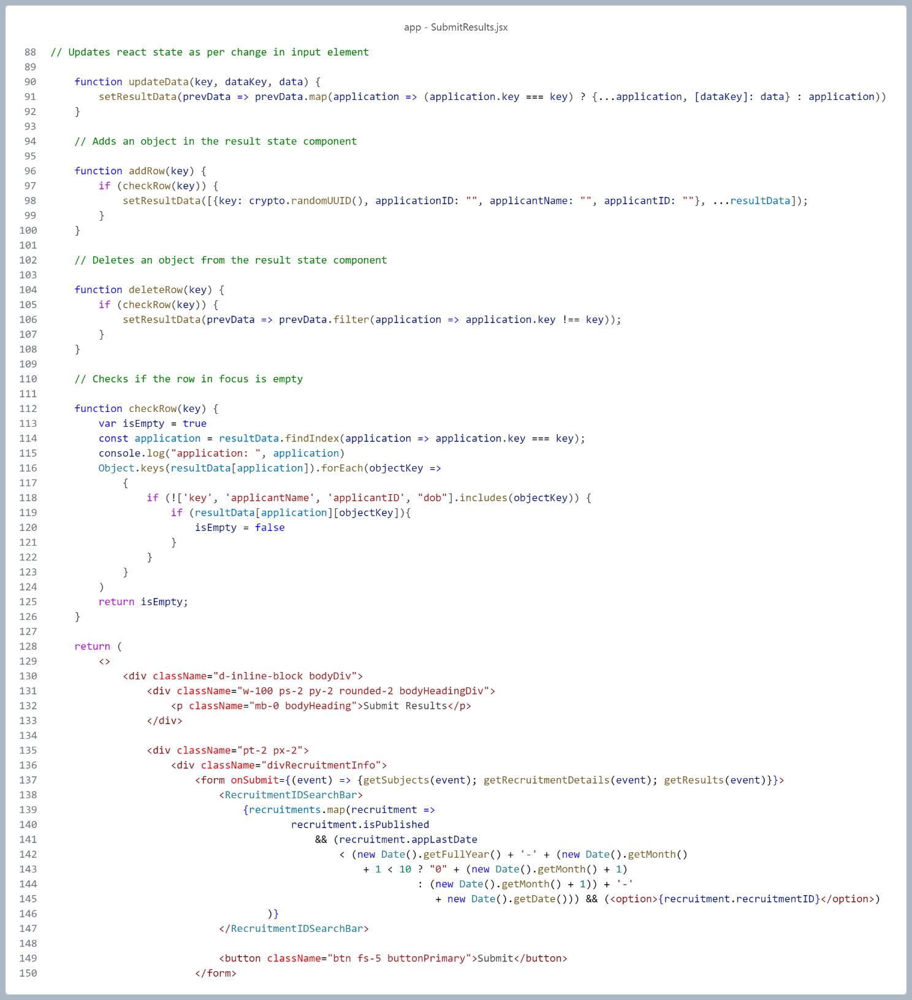 app - SubmitResults.jsx
88 // Updates react state as per change in input element
89
90     function updateData(key, dataKey, data) {
91         setResultData(prevData => prevData.map(application => (application.key === key) ? {...application, [dataKey]: data} : application))
92     }
93
94     // Adds an object in the result state component
95
96     function addRow(key) {
97         if (checkRow(key)) {
98             setResultData([{key: crypto.randomUUID(), applicationID: "", applicantName: "", applicantID: ""}, ...resultData]);
99         }
100     }
101
102     // Deletes an object from the result state component
103
104     function deleteRow(key) {
105         if (checkRow(key)) {
106             setResultData(prevData => prevData.filter(application => application.key !== key));
107         }
108     }
109
110     // Checks if the row in focus is empty
111
112     function checkRow(key) {
113         var isEmpty = true
114         const application = resultData.findIndex(application => application.key === key);
115         console.log("application: ", application)
116         Object.keys(resultData[application]).forEach(objectKey =>
117             {
118                 if (!['key', 'applicantName', 'applicantID', "dob"].includes(objectKey)) {
119                     if (resultData[application][objectKey]){
120                         isEmpty = false
121                     }
122                 }
123             }
124         )
125         return isEmpty;
126     }
127
128     return (
129         <>
130             <div className="d-inline-block bodyDiv">
131                 <div className="w-100 ps-2 py-2 rounded-2 bodyHeadingDiv">
132                     <p className="mb-0 bodyHeading">Submit Results</p>
133                 </div>
134
135                 <div className="pt-2 px-2">
136                     <div className="divRecruitmentInfo">
137                         <form onSubmit={(event) => {getSubjects(event); getRecruitmentDetails(event); getResults(event)}}>
138                             <RecruitmentIDSearchBar>
139                                 {recruitments.map(recruitment =>
140                                         recruitment.isPublished
141                                             && (recruitment.appLastDate
142                                                 < (new Date().getFullYear() + '-' + (new Date().getMonth()
143                                                     + 1 < 10 ? "0" + (new Date().getMonth() + 1)
144                                                              : (new Date().getMonth() + 1)) + '-'
145                                                                 + new Date().getDate())) && (<option>{recruitment.recruitmentID}</option>)
146                                     )}
147                             </RecruitmentIDSearchBar>
148
149                             <button className="btn fs-5 buttonPrimary">Submit</button>
150                         </form>